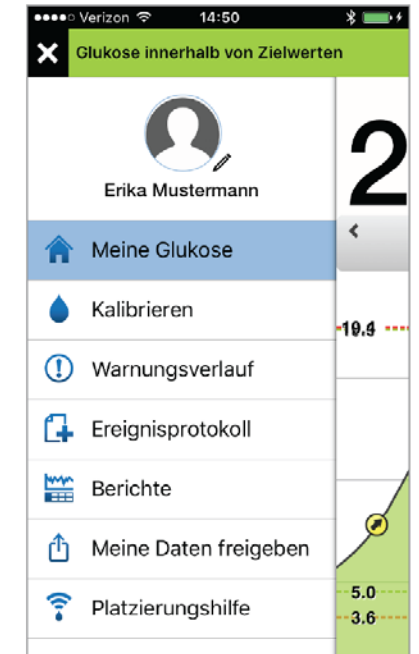 Verizon 14:50
Glukose innerhalb von Zielwerten
Erika Mustermann
2
Meine Glukose
Kalibrieren
19.4
Warnungsverlauf
Ereignisprotokoll
Berichte
Meine Daten freigeben
5.0
Platzierungshilfe
3.6